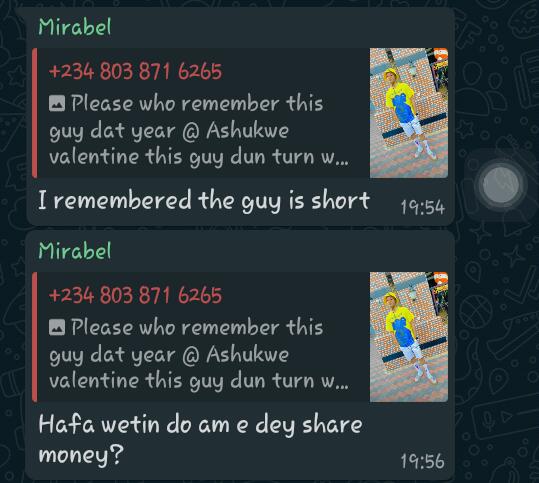 Mirabel
+234 803 871 6265
Please who remember this
guy dat year @ Ashukwe
valentine this guy dun turn w...
I remembered the guy is short
19:54
Mirabel
+234 803 871 6265
Please who remember this
guy dat year @ Ashukwe
valentine this guy dun turn w...
Hafa wetin do am e dey share
money?
19:56